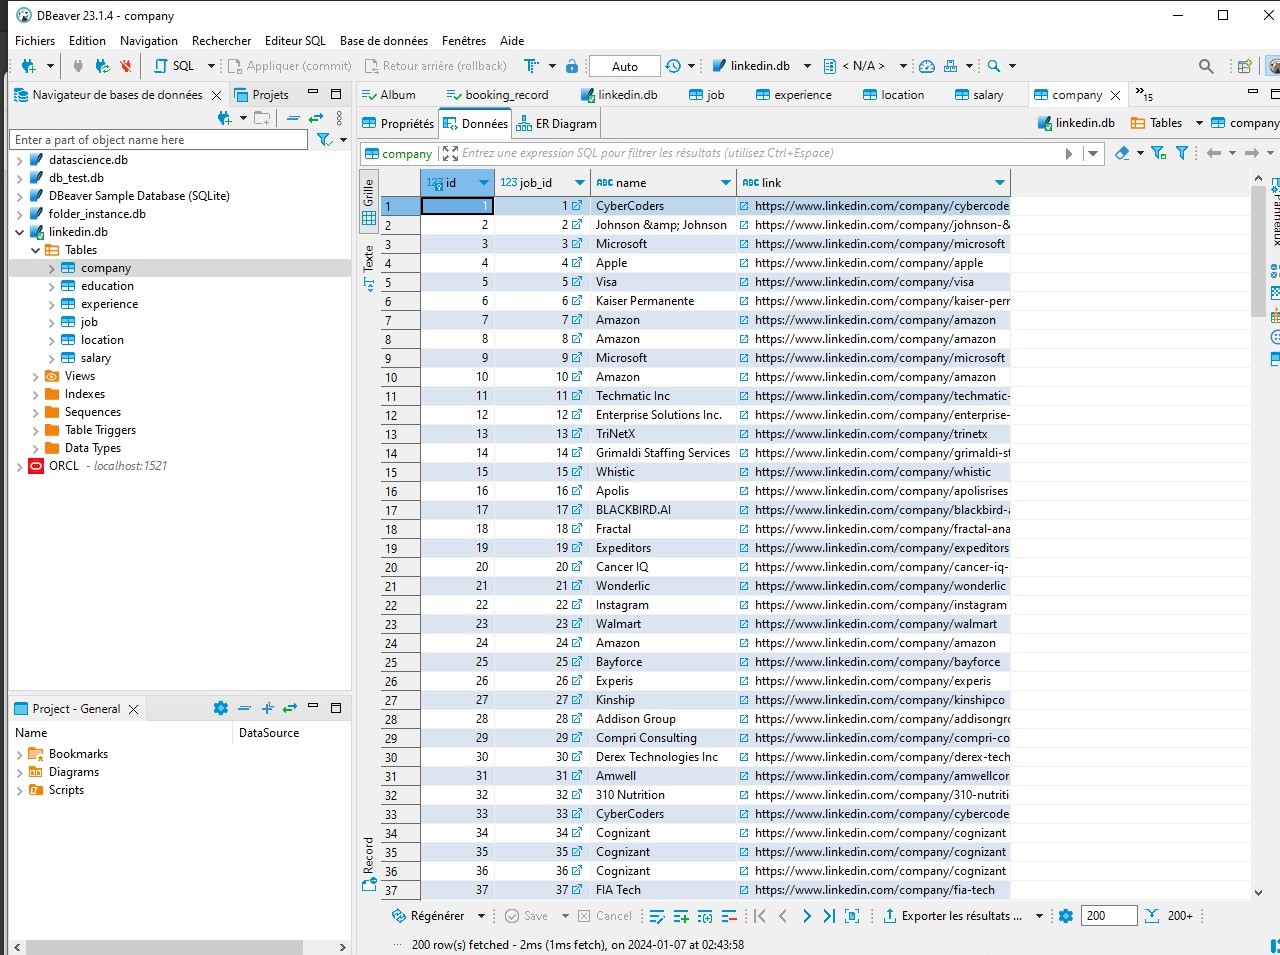 DBeaver 23.1.4 - company
Fichiers Edition Navigation Rechercher Editeur SQL Base de données Fenêtres Aide
SQL Appliquer (commit) Retour arrière (rollback) Auto linkedin.db < N/A >
Navigateur de bases de données Projets
Enter a part of object name here
datascience.db
db_test.db
DBeaver Sample Database (SQLite)
folder_instance.db
linkedin.db
Tables
company
education
experience
job
location
salary
Views
Indexes
Sequences
Table Triggers
Data Types
ORCL - localhost:1521
Project - General
Name DataSource
Bookmarks
Diagrams
Scripts
Album booking_record linkedin.db job experience location salary company »15
Propriétés Données ER Diagram linkedin.db Tables company
company Entrez une expression SQL pour filtrer les résultats (utilisez Ctrl+Espace)
Grille
Texte
Record
123 id 123 job_id ABC name ABC link
1 1 1 CyberCoders https://www.linkedin.com/company/cybercode
2 2 2 Johnson &amp; Johnson https://www.linkedin.com/company/johnson-&
3 3 3 Microsoft https://www.linkedin.com/company/microsoft
4 4 4 Apple https://www.linkedin.com/company/apple
5 5 5 Visa https://www.linkedin.com/company/visa
6 6 6 Kaiser Permanente https://www.linkedin.com/company/kaiser-perr
7 7 7 Amazon https://www.linkedin.com/company/amazon
8 8 8 Amazon https://www.linkedin.com/company/amazon
9 9 9 Microsoft https://www.linkedin.com/company/microsoft
10 10 10 Amazon https://www.linkedin.com/company/amazon
11 11 11 Techmatic Inc https://www.linkedin.com/company/techmatic-
12 12 12 Enterprise Solutions Inc. https://www.linkedin.com/company/enterprise-
13 13 13 TriNetX https://www.linkedin.com/company/trinetx
14 14 14 Grimaldi Staffing Services https://www.linkedin.com/company/grimaldi-st
15 15 15 Whistic https://www.linkedin.com/company/whistic
16 16 16 Apolis https://www.linkedin.com/company/apolisrises
17 17 17 BLACKBIRD.AI https://www.linkedin.com/company/blackbird-a
18 18 18 Fractal https://www.linkedin.com/company/fractal-ana
19 19 19 Expeditors https://www.linkedin.com/company/expeditors
20 20 20 Cancer IQ https://www.linkedin.com/company/cancer-iq-
21 21 21 Wonderlic https://www.linkedin.com/company/wonderlic
22 22 22 Instagram https://www.linkedin.com/company/instagram
23 23 23 Walmart https://www.linkedin.com/company/walmart
24 24 24 Amazon https://www.linkedin.com/company/amazon
25 25 25 Bayforce https://www.linkedin.com/company/bayforce
26 26 26 Experis https://www.linkedin.com/company/experis
27 27 27 Kinship https://www.linkedin.com/company/kinshipco
28 28 28 Addison Group https://www.linkedin.com/company/addisongro
29 29 29 Compri Consulting https://www.linkedin.com/company/compri-co
30 30 30 Derex Technologies Inc https://www.linkedin.com/company/derex-tech
31 31 31 Amwell https://www.linkedin.com/company/amwellcor
32 32 32 310 Nutrition https://www.linkedin.com/company/310-nutriti
33 33 33 CyberCoders https://www.linkedin.com/company/cybercode
34 34 34 Cognizant https://www.linkedin.com/company/cognizant
35 35 35 Cognizant https://www.linkedin.com/company/cognizant
36 36 36 Cognizant https://www.linkedin.com/company/cognizant
37 37 37 FIA Tech https://www.linkedin.com/company/fia-tech
Régénérer Save Cancel Exporter les résultats ... 200 200+
200 row(s) fetched - 2ms (1ms fetch), on 2024-01-07 at 02:43:58